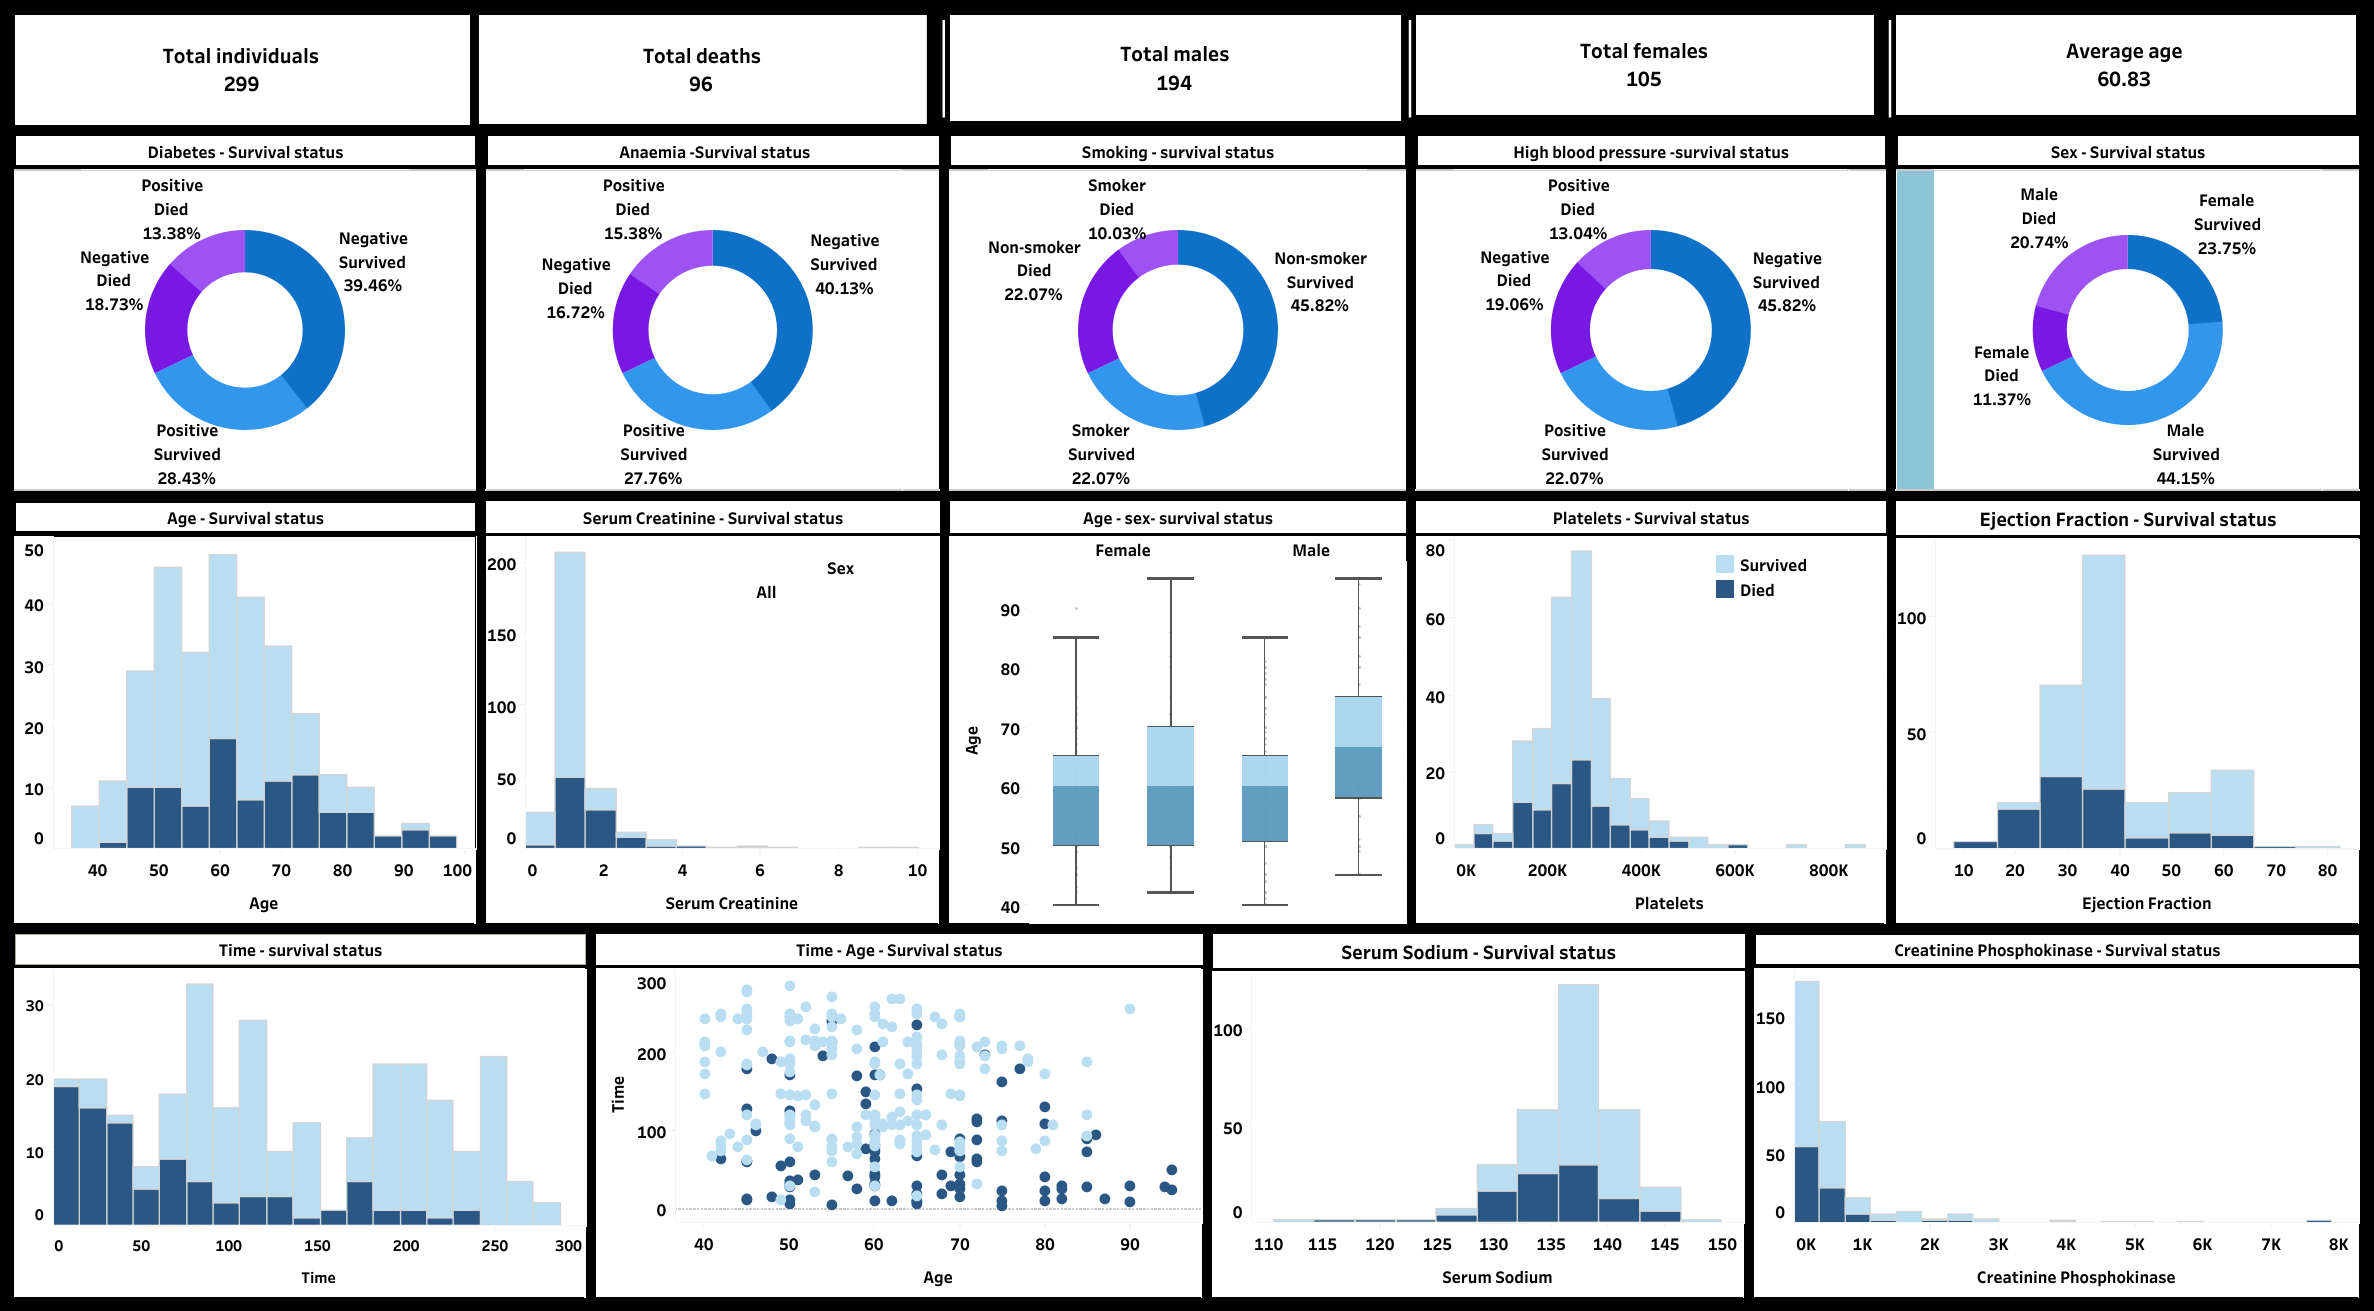 Total individuals
299
Total deaths
96
Total males
194
Total females
105
Average age
60.83
Diabetes - Survival status
Positive
Died
13.38%
Negative
Died
18.73%
Negative
Survived
39.46%
Positive
Survived
28.43%
Anaemia -Survival status
Positive
Died
15.38%
Negative
Died
16.72%
Negative
Survived
40.13%
Positive
Survived
27.76%
Smoking - survival status
Smoker
Died
10.03%
Non-smoker
Died
22.07%
Non-smoker
Survived
45.82%
Smoker
Survived
22.07%
High blood pressure -survival status
Positive
Died
13.04%
Negative
Died
19.06%
Negative
Survived
45.82%
Positive
Survived
22.07%
Sex - Survival status
Male
Died
20.74%
Female
Survived
23.75%
Female
Died
11.37%
Male
Survived
44.15%
Age - Survival status
50
40
30
20
10
0
40 50 60 70 80 90 100
Age
Serum Creatinine - Survival status
200
150
100
50
0
Sex
All
0 2 4 6 8 10
Serum Creatinine
Age - sex- survival status
Female Male
Age
90
80
70
60
50
40
Platelets - Survival status
80
60
40
20
0
Survived
Died
0K 200K 400K 600K 800K
Platelets
Ejection Fraction - Survival status
100
50
0
10 20 30 40 50 60 70 80
Ejection Fraction
Time - survival status
30
20
10
0
0 50 100 150 200 250 300
Time
Time - Age - Survival status
Time
300
200
100
0
40 50 60 70 80 90
Age
Serum Sodium - Survival status
100
50
0
110 115 120 125 130 135 140 145 150
Serum Sodium
Creatinine Phosphokinase - Survival status
150
100
50
0
0K 1K 2K 3K 4K 5K 6K 7K 8K
Creatinine Phosphokinase